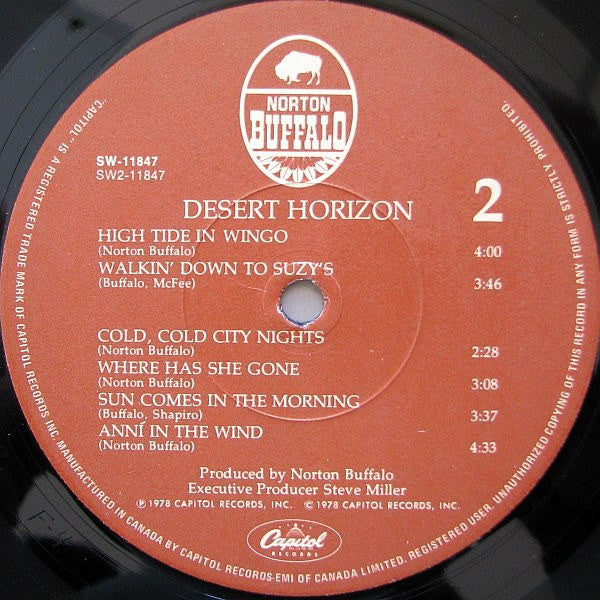 NORTON
BUFFALO
SW-11847
SW2-11847
2
DESERT HORIZON
HIGH TIDE IN WINGO
(Norton Buffalo) 4:00
WALKIN' DOWN TO SUZY'S
(Buffalo, McFee) 3:46
COLD, COLD CITY NIGHTS
(Norton Buffalo) 2:28
WHERE HAS SHE GONE
(Norton Buffalo) 3:08
SUN COMES IN THE MORNING
(Buffalo, Shapiro) 3:37
ANNÍ IN THE WIND
(Norton Buffalo) 4:33
Produced by Norton Buffalo
Executive Producer Steve Miller
℗ 1978 CAPITOL RECORDS, INC. © 1978 CAPITOL RECORDS, INC.
Capitol
RECORDS
"CAPITOL" IS A REGISTERED TRADE MARK OF CAPITOL RECORDS INC MANUFACTURED IN CANADA BY CAPITOL RECORDS-EMI OF CANADA LIMITED. REGISTERED USER. UNAUTHORIZED COPYING OF THIS RECORD IN ANY FORM IS STRICTLY PROHIBITED.